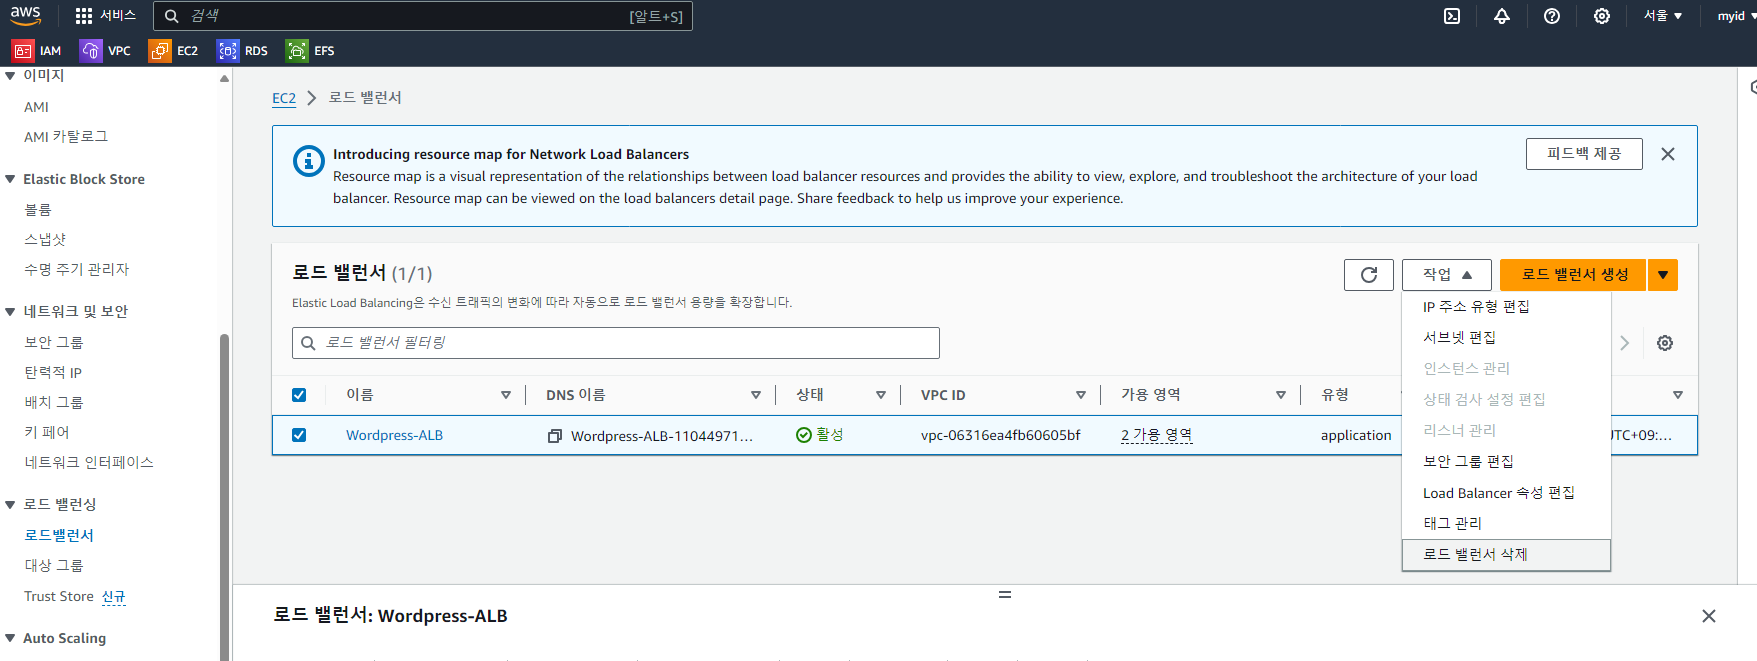 aws
서비스
검색
[알트+S]
서울
myid
IAM
VPC
EC2
RDS
EFS
이미지
AMI
AMI 카탈로그
Elastic Block Store
볼륨
스냅샷
수명 주기 관리자
네트워크 및 보안
보안 그룹
탄력적 IP
배치 그룹
키 페어
네트워크 인터페이스
로드 밸런싱
로드밸런서
대상 그룹
Trust Store 신규
Auto Scaling
EC2 > 로드 밸런서
Introducing resource map for Network Load Balancers
Resource map is a visual representation of the relationships between load balancer resources and provides the ability to view, explore, and troubleshoot the architecture of your load
balancer. Resource map can be viewed on the load balancers detail page. Share feedback to help us improve your experience.
피드백 제공
로드 밸런서 (1/1)
Elastic Load Balancing은 수신 트래픽의 변화에 따라 자동으로 로드 밸런서 용량을 확장합니다.
작업
로드 밸런서 생성
로드 밸런서 필터링
이름
DNS 이름
상태
VPC ID
가용 영역
유형
Wordpress-ALB
Wordpress-ALB-11044971...
활성
vpc-06316ea4fb60605bf
2 가용 영역
application
UTC+09:...
IP 주소 유형 편집
서브넷 편집
인스턴스 관리
상태 검사 설정 편집
리스너 관리
보안 그룹 편집
Load Balancer 속성 편집
태그 관리
로드 밸런서 삭제
로드 밸런서: Wordpress-ALB